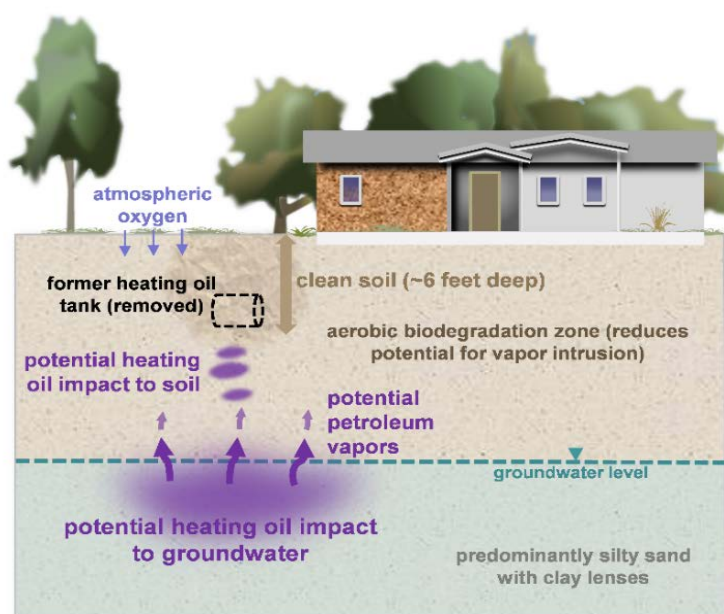 atmospheric
oxygen
former heating oil
tank (removed)
clean soil (~6 feet deep)
aerobic biodegradation zone (reduces
potential for vapor intrusion)
potential heating
oil impact to soil
potential
petroleum
vapors
groundwater level
potential heating oil impact
to groundwater
predominantly silty sand
with clay lenses